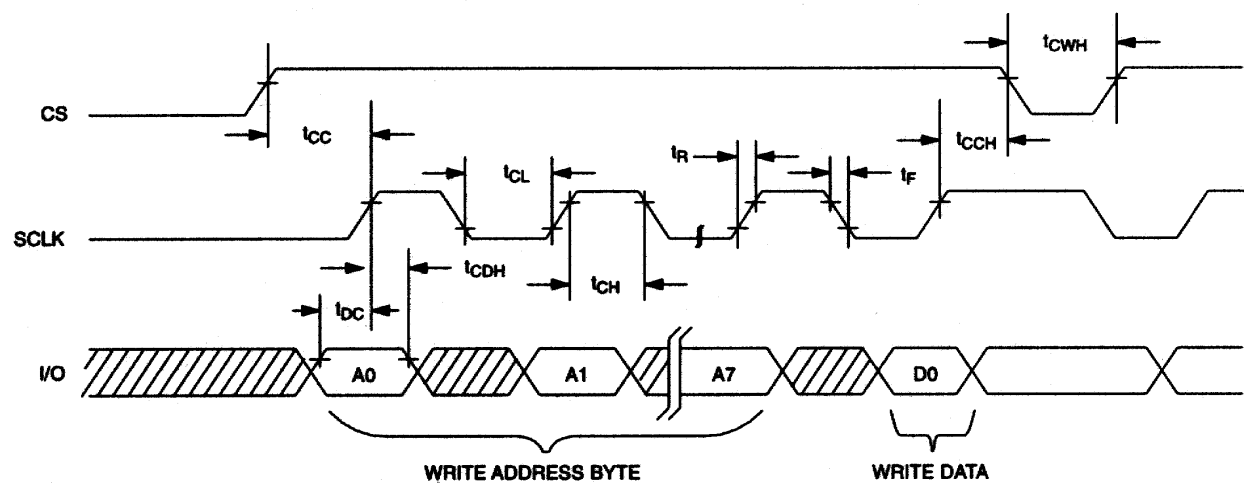 tCWH
CS
tCC
tCCH
tCL
tR
tF
SCLK
tCDH
tCH
tDC
I/O
A0
A1
A7
D0
WRITE ADDRESS BYTE
WRITE DATA